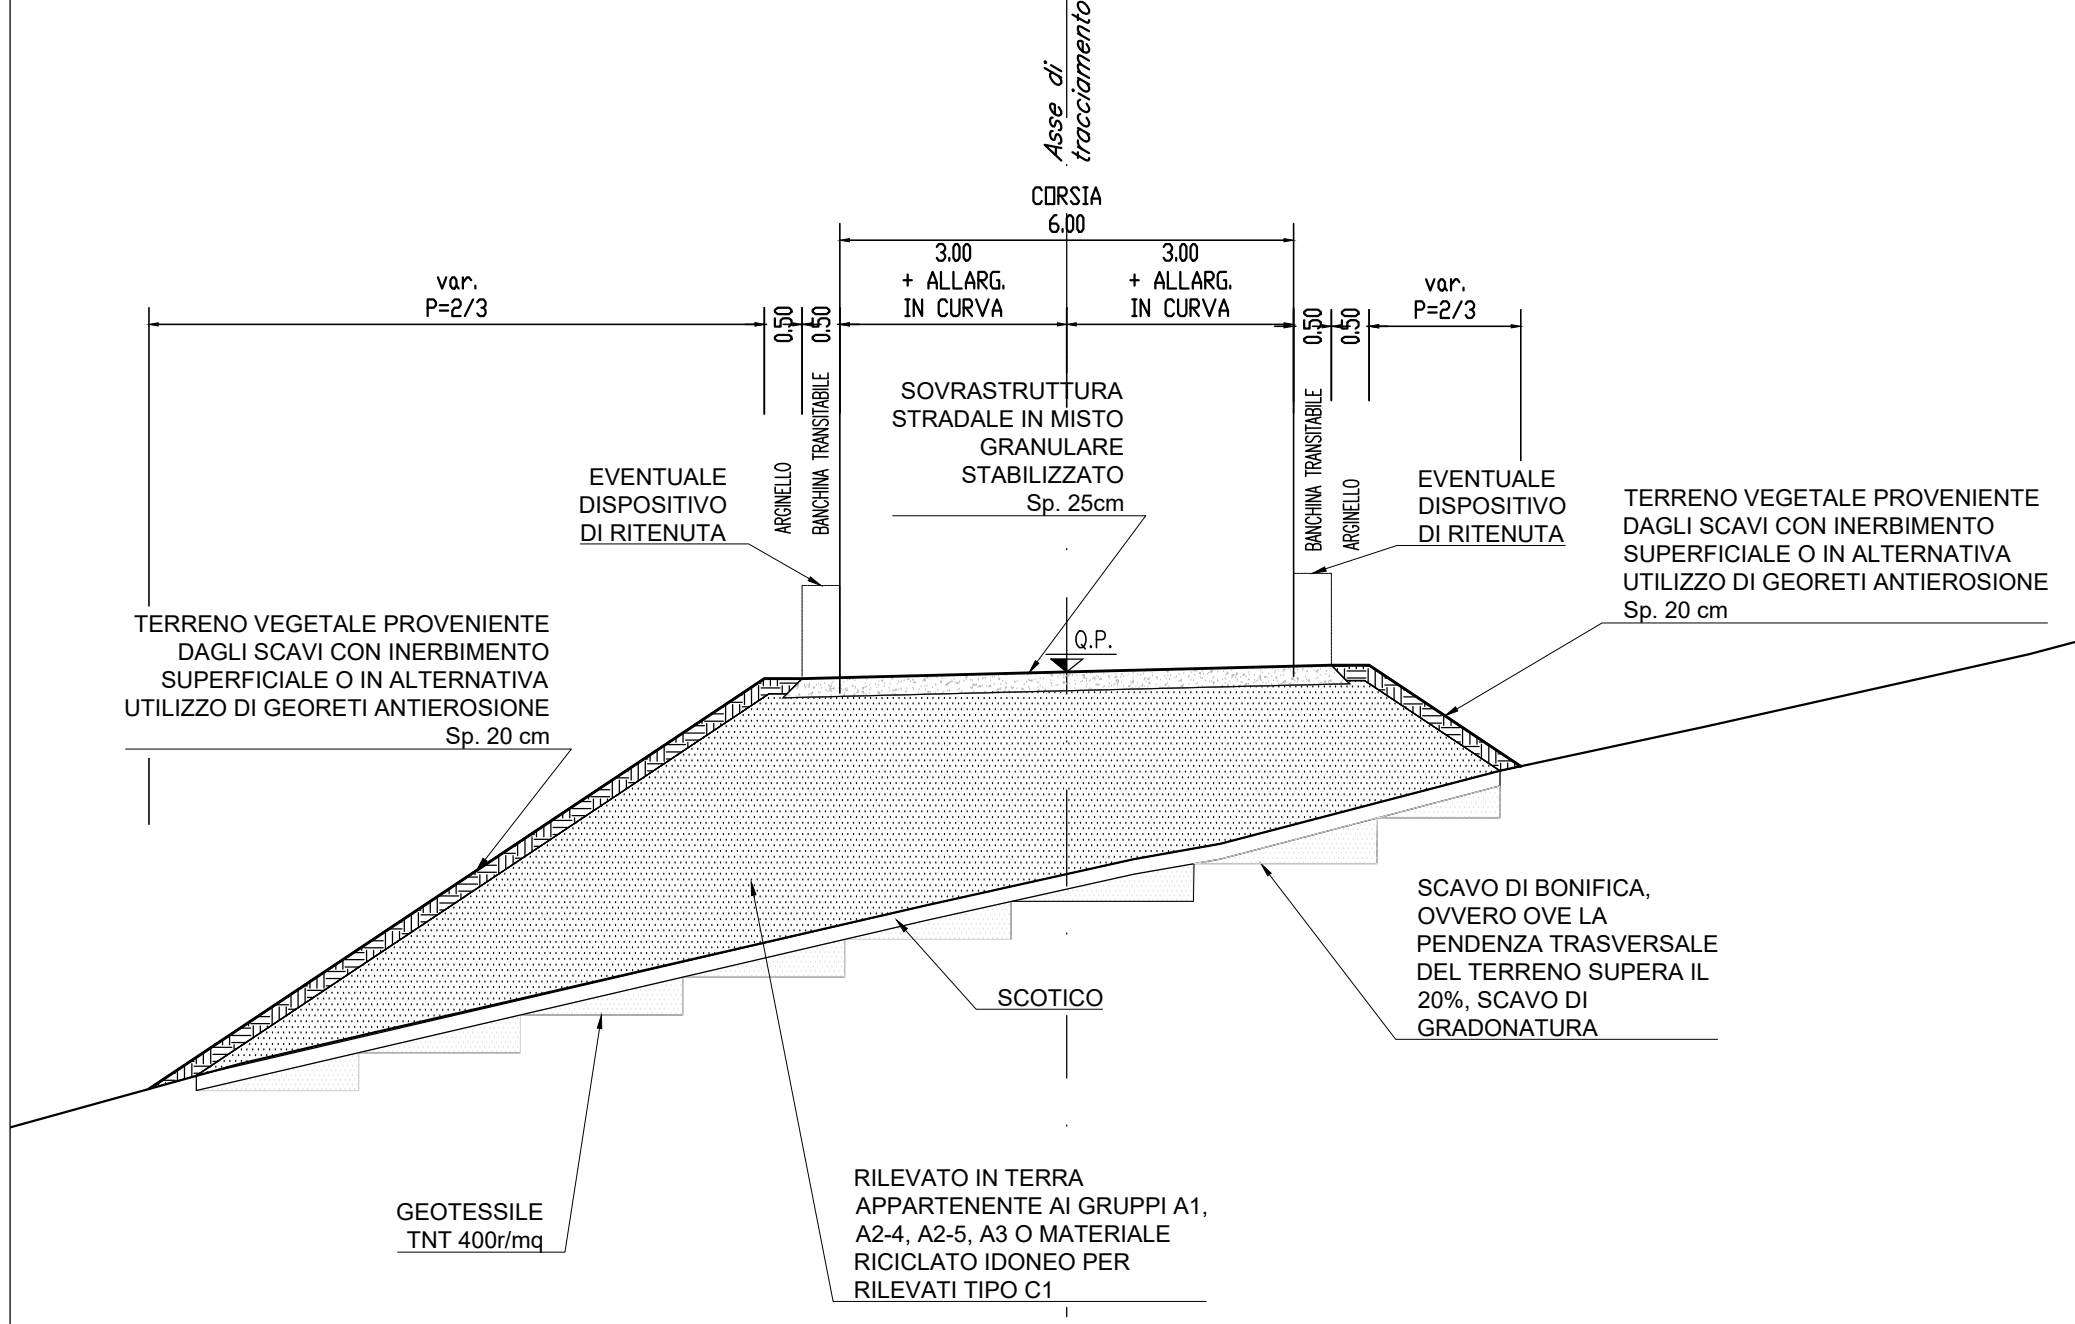 Asse di
tracciamento
CORSIA
6.00
3.00
+ ALLARG.
IN CURVA
3.00
+ ALLARG.
IN CURVA
var.
P=2/3
0.50
0.50
var.
P=2/3
0.50
0.50
ARGINELLO
BANCHINA TRANSITABILE
BANCHINA TRANSITABILE
ARGINELLO
SOVRASTRUTTURA
STRADALE IN MISTO
GRANULARE
STABILIZZATO
Sp. 25cm
EVENTUALE
DISPOSITIVO
DI RITENUTA
EVENTUALE
DISPOSITIVO
DI RITENUTA
TERRENO VEGETALE PROVENIENTE
DAGLI SCAVI CON INERBIMENTO
SUPERFICIALE O IN ALTERNATIVA
UTILIZZO DI GEORETI ANTIEROSIONE
Sp. 20 cm
TERRENO VEGETALE PROVENIENTE
DAGLI SCAVI CON INERBIMENTO
SUPERFICIALE O IN ALTERNATIVA
UTILIZZO DI GEORETI ANTIEROSIONE
Sp. 20 cm
Q.P.
SCAVO DI BONIFICA,
OVVERO OVE LA
PENDENZA TRASVERSALE
DEL TERRENO SUPERA IL
20%, SCAVO DI
GRADONATURA
SCOTICO
GEOTESSILE
TNT 400r/mq
RILEVATO IN TERRA
APPARTENENTE AI GRUPPI A1,
A2-4, A2-5, A3 O MATERIALE
RICICLATO IDONEO PER
RILEVATI TIPO C1